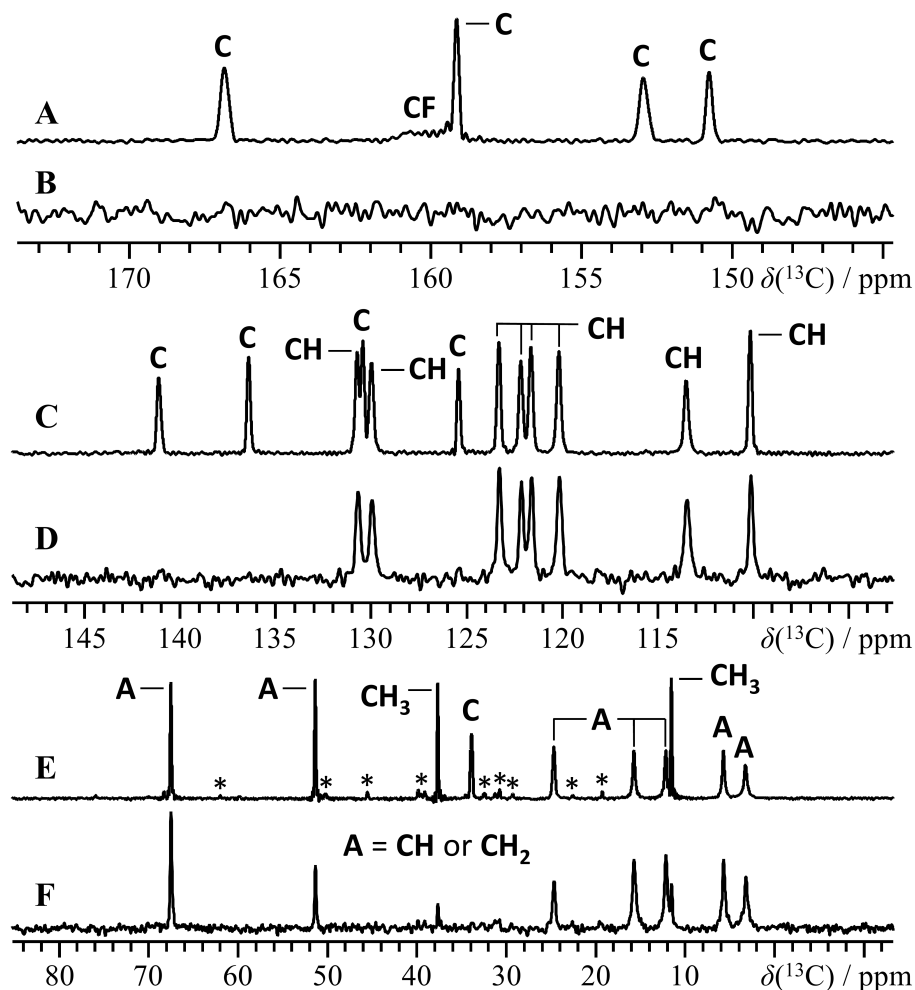 C
C
C
C
CF
A
B
170 165 160 155 150 δ(¹³C) / ppm
C
C
CH
C
CH
C
CH
CH
CH
C
D
145 140 135 130 125 120 115 δ(¹³C) / ppm
A
A
CH₃
C
A
CH₃
A
A
E
* * * * * * * * *
A = CH or CH₂
F
80 70 60 50 40 30 20 10 δ(¹³C) / ppm